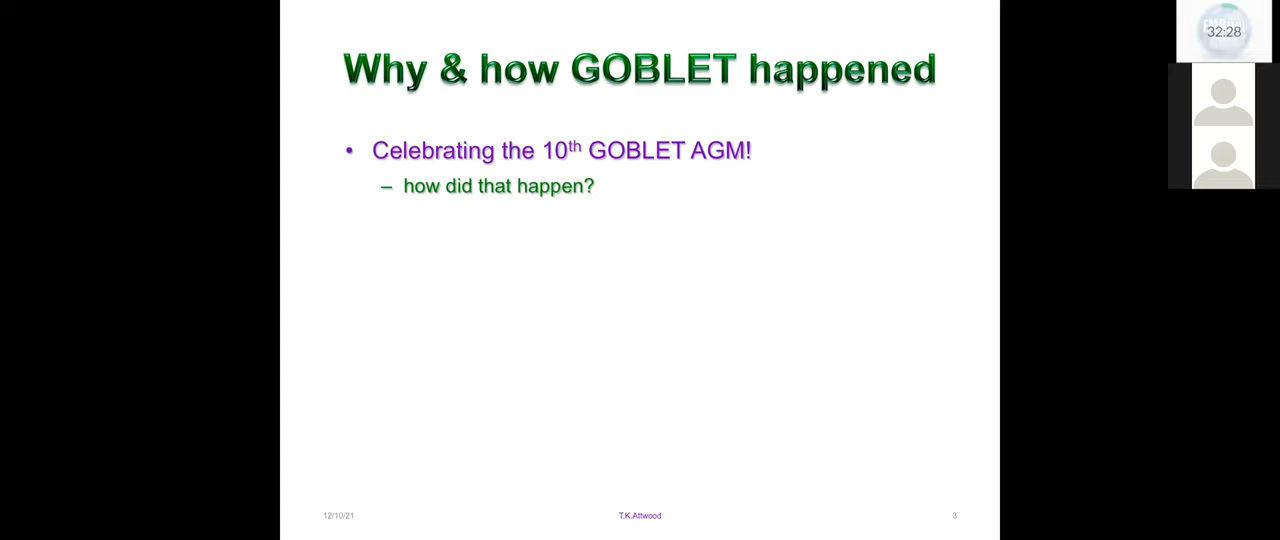 Why & how GOBLET happened
• Celebrating the 10th GOBLET AGM!
– how did that happen?
12/10/21
T.K.Attwood
3
32:28